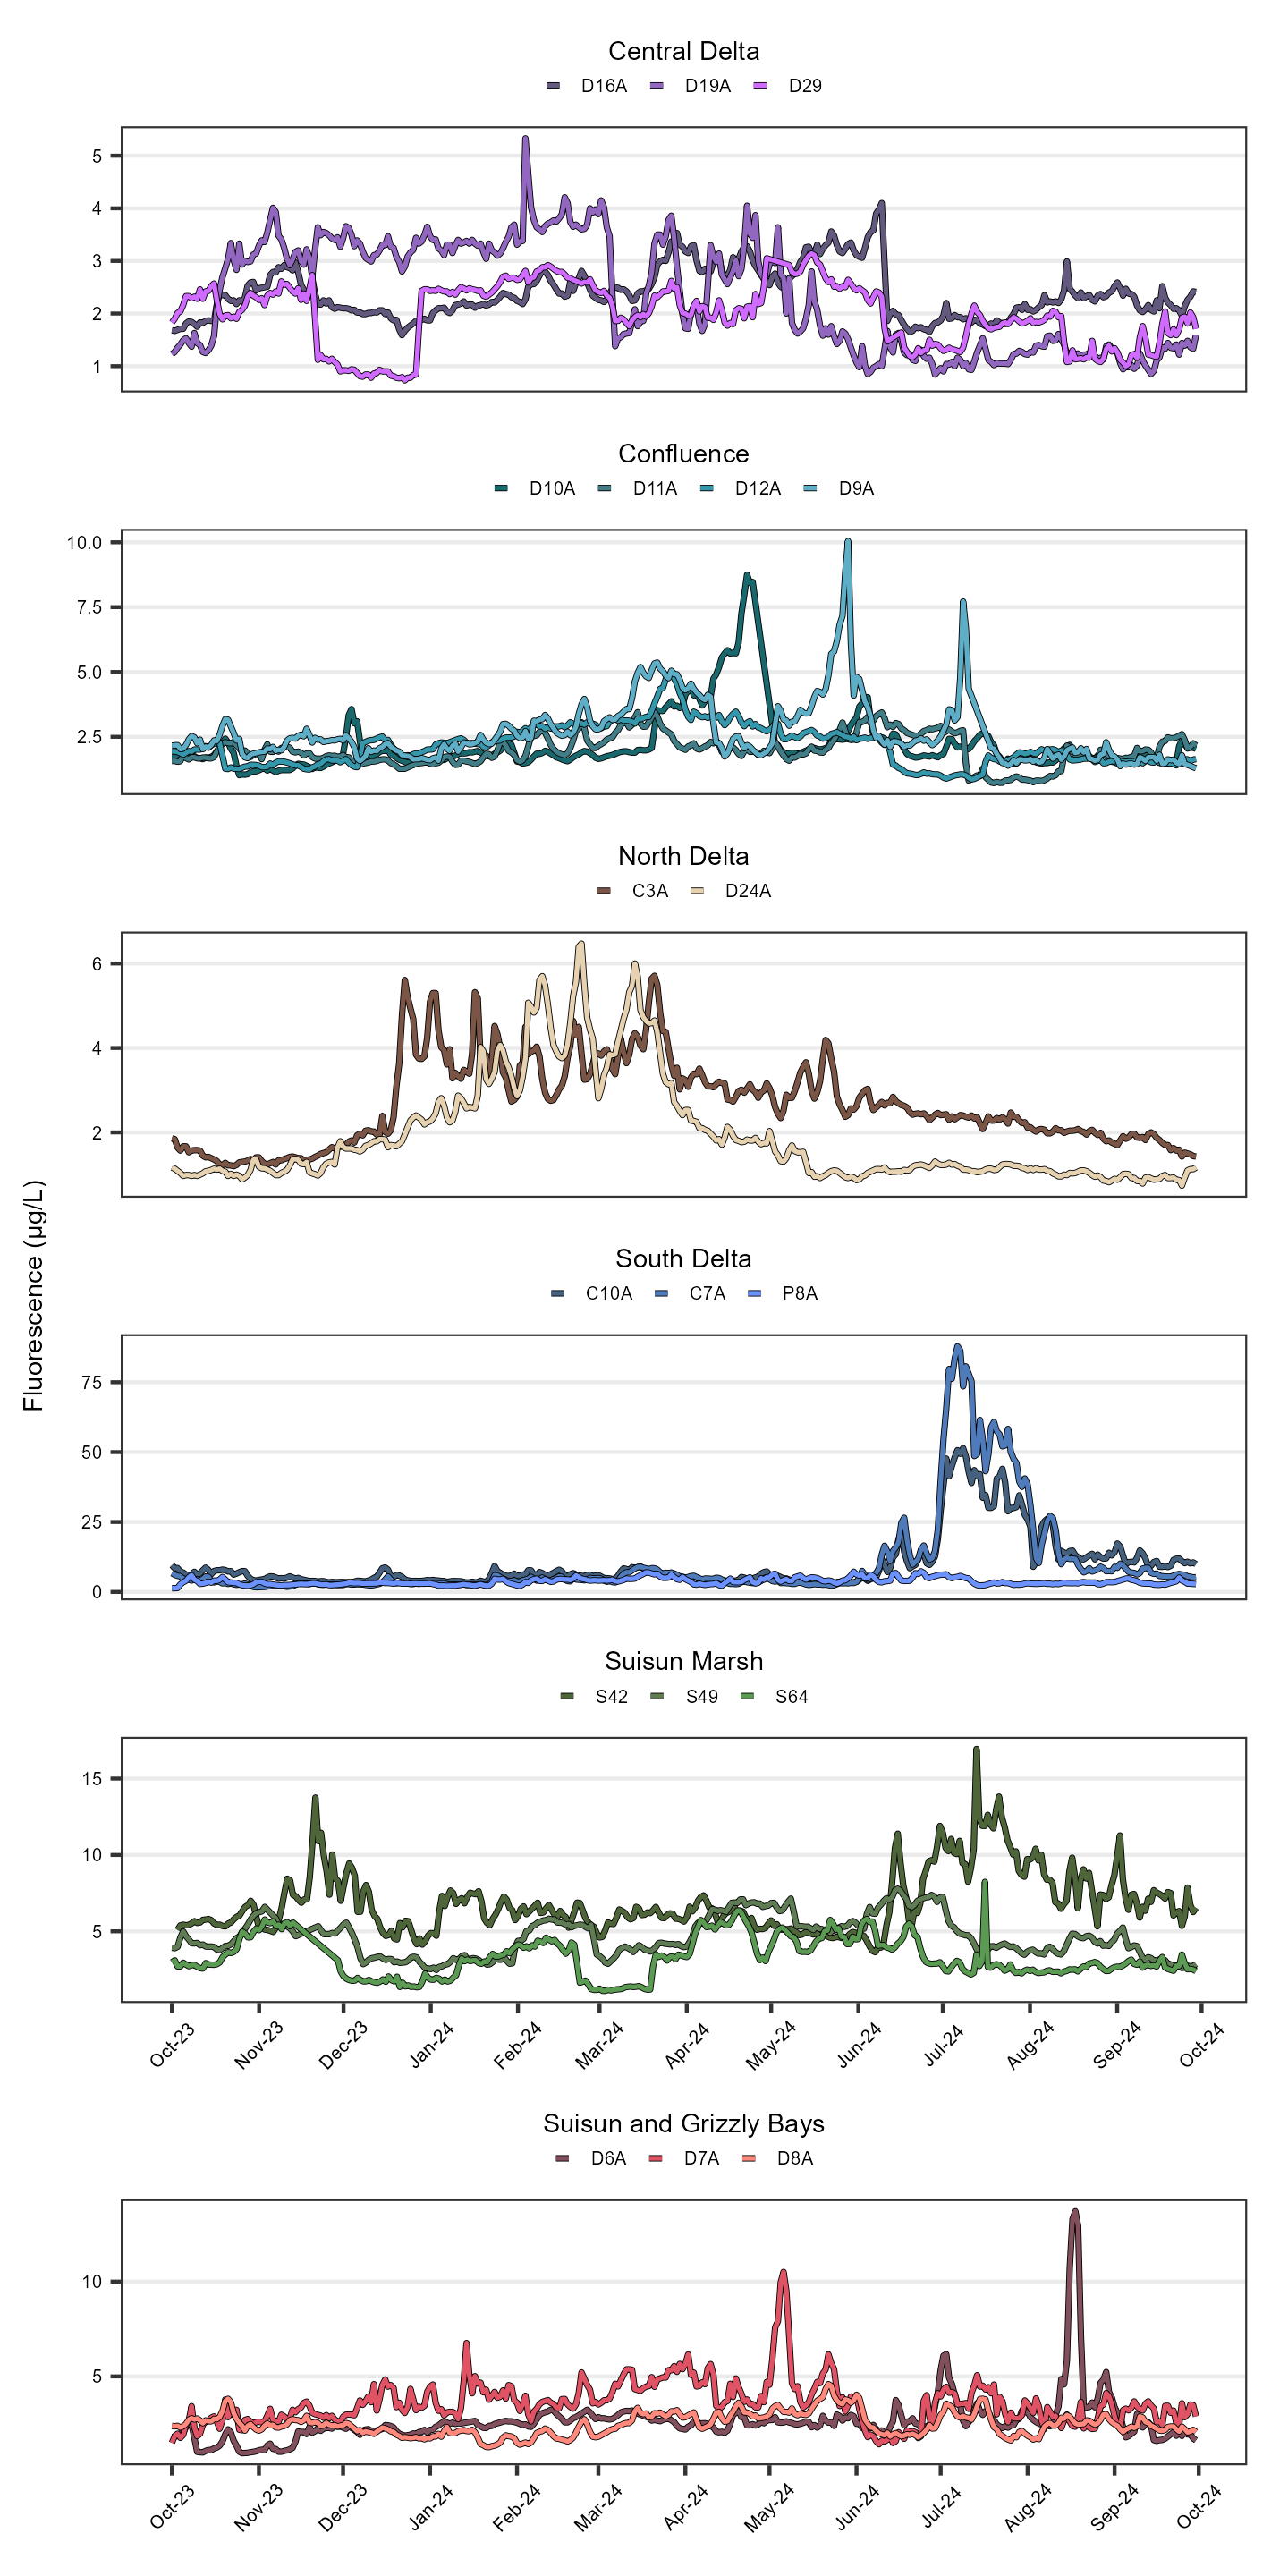 Central Delta
D16A D19A D29
5
4
3
2
1
Confluence
D10A D11A D12A D9A
10.0
7.5
5.0
2.5
North Delta
C3A D24A
6
4
2
Fluorescence (µg/L)
South Delta
C10A C7A P8A
75
50
25
0
Suisun Marsh
S42 S49 S64
15
10
5
Oct-23 Nov-23 Dec-23 Jan-24 Feb-24 Mar-24 Apr-24 May-24 Jun-24 Jul-24 Aug-24 Sep-24 Oct-24
Suisun and Grizzly Bays
D6A D7A D8A
10
5
Oct-23 Nov-23 Dec-23 Jan-24 Feb-24 Mar-24 Apr-24 May-24 Jun-24 Jul-24 Aug-24 Sep-24 Oct-24